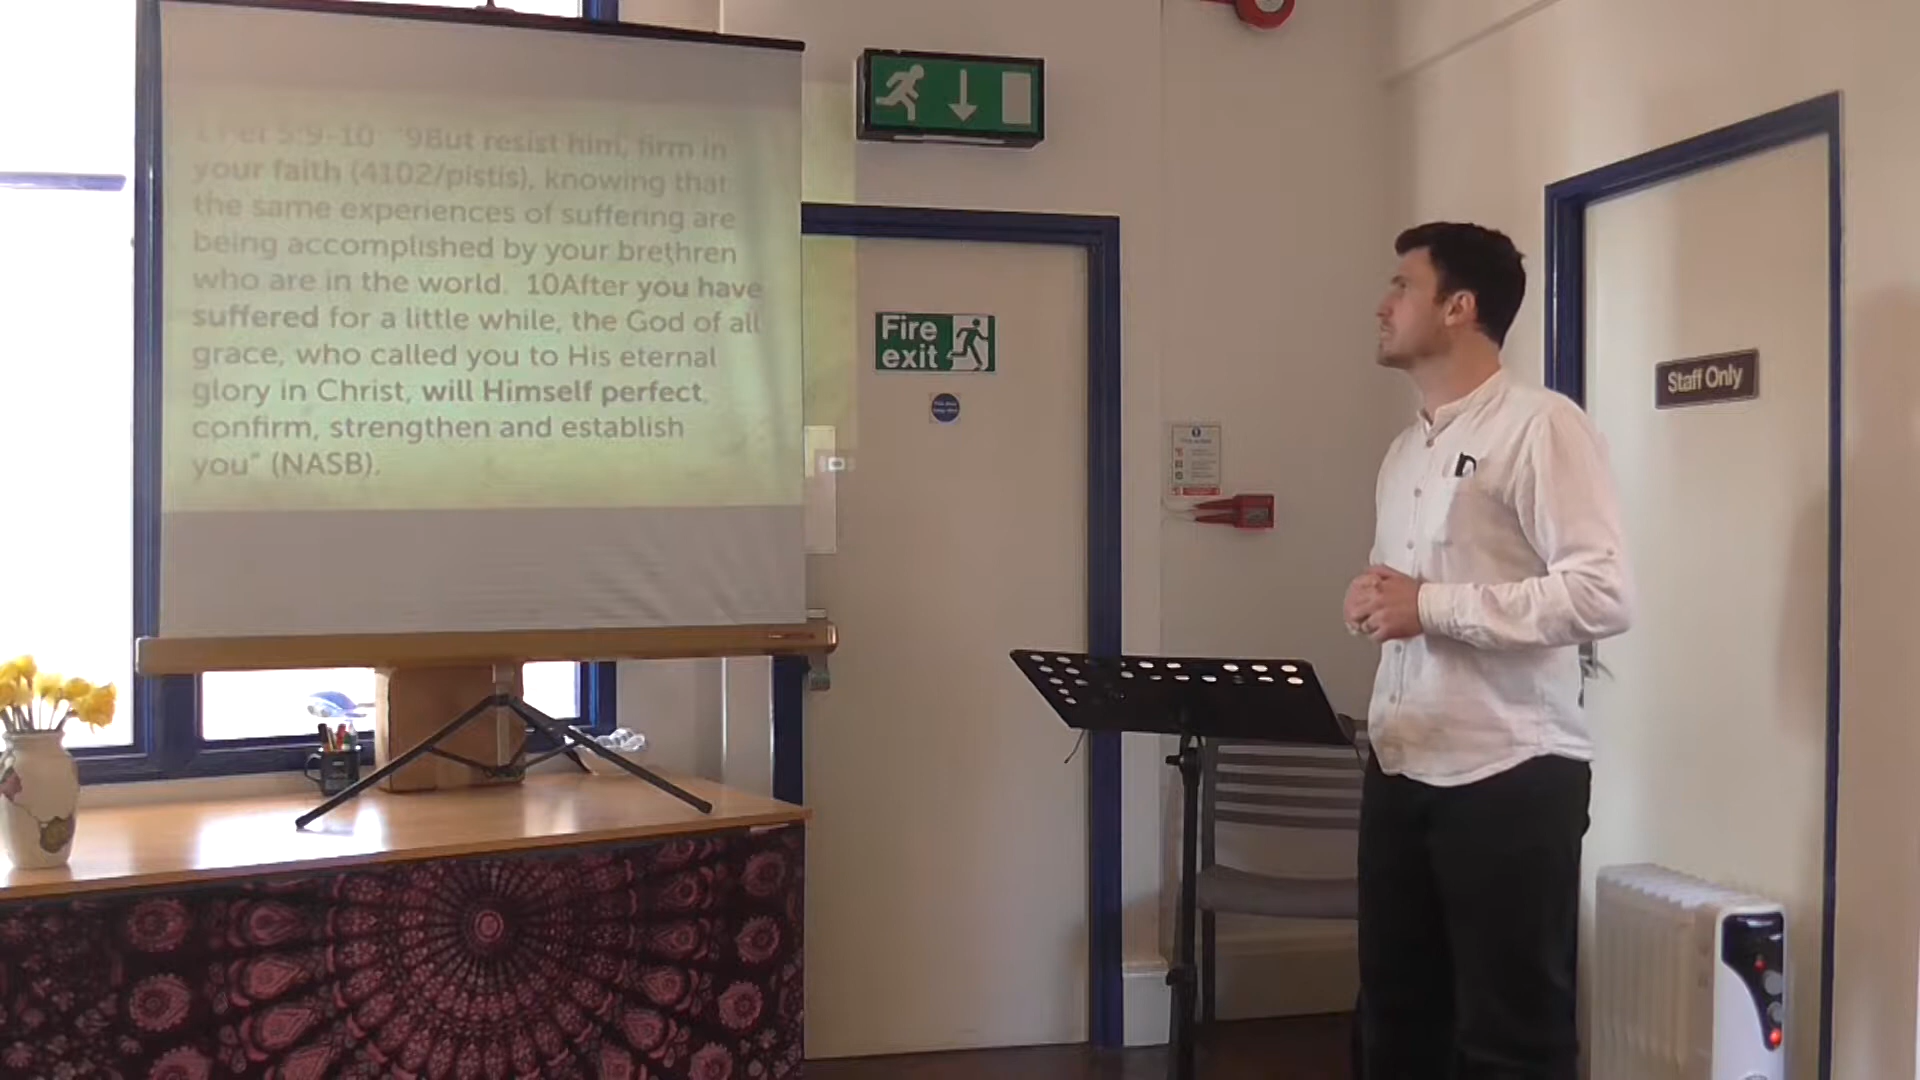 1 Pet 5:9-10 "9But resist him, firm in
your faith (4102/pistis), knowing that
the same experiences of suffering are
being accomplished by your brethren
who are in the world. 10After you have
suffered for a little while, the God of all
grace, who called you to His eternal
glory in Christ, will Himself perfect,
confirm, strengthen and establish
you" (NASB).
Fire
exit
Staff Only